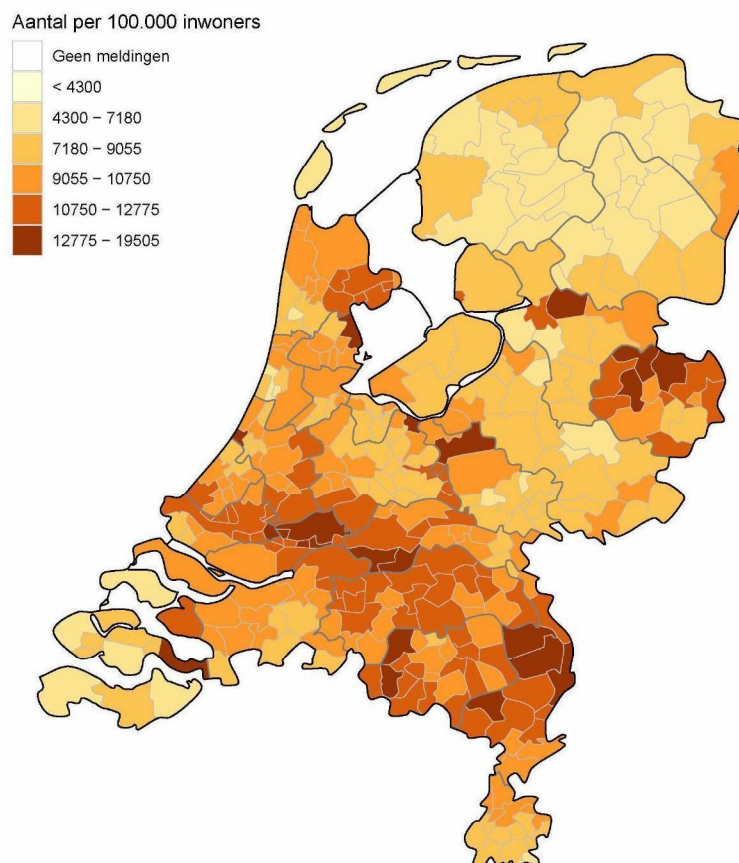 Aantal per 100.000 inwoners
Geen meldingen
< 4300
4300 − 7180
7180 − 9055
9055 − 10750
10750 − 12775
12775 − 19505